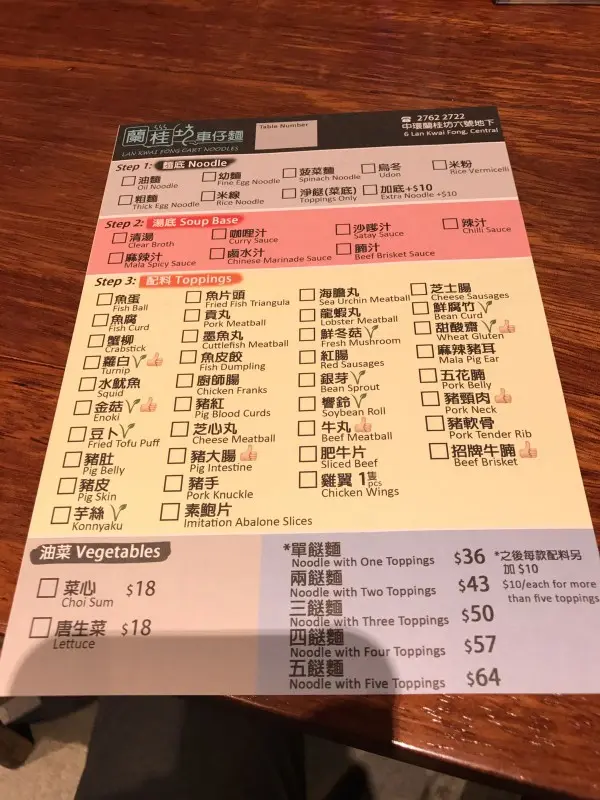 蘭桂坊車仔麵
LAN KWAI FONG CART NOODLES
Table Number
☎ 2762 2722
中環蘭桂坊六號地下
6 Lan Kwai Fong, Central
Step 1: 麵底 Noodle
油麵
Oil Noodle
幼麵
Fine Egg Noodle
菠菜麵
Spinach Noodle
烏冬
Udon
米粉
Rice Vermicelli
粗麵
Thick Egg Noodle
米線
Rice Noodle
淨餸(菜底)
Toppings Only
加底+$10
Extra Noodle +$10
Step 2: 湯底 Soup Base
清湯
Clear Broth
咖喱汁
Curry Sauce
沙嗲汁
Satay Sauce
辣汁
Chilli Sauce
麻辣汁
Mala Spicy Sauce
鹵水汁
Chinese Marinade Sauce
腩汁
Beef Brisket Sauce
Step 3: 配料 Toppings
魚蛋
Fish Ball
魚腐
Fish Curd
蟹柳
Crabstick
蘿白
Turnip
水魷魚
Squid
金菇
Enoki
豆卜
Fried Tofu Puff
豬肚
Pig Belly
豬皮
Pig Skin
芋絲
Konnyaku
魚片頭
Fried Fish Triangula
貢丸
Pork Meatball
墨魚丸
Cuttlefish Meatball
魚皮餃
Fish Dumpling
廚師腸
Chicken Franks
豬紅
Pig Blood Curds
芝心丸
Cheese Meatball
豬大腸
Pig Intestine
豬手
Pork Knuckle
素鮑片
Imitation Abalone Slices
海膽丸
Sea Urchin Meatball
龍蝦丸
Lobster Meatball
鮮冬菇
Fresh Mushroom
紅腸
Red Sausages
銀芽
Bean Sprout
響鈴
Soybean Roll
牛丸
Beef Meatball
肥牛片
Sliced Beef
雞翼 1隻 pcs
Chicken Wings
芝士腸
Cheese Sausages
鮮腐竹
Bean Curd
甜酸齋
Wheat Gluten
麻辣豬耳
Mala Pig Ear
五花腩
Pork Belly
豬頸肉
Pork Neck
豬軟骨
Pork Tender Rib
招牌牛腩
Beef Brisket
油菜 Vegetables
菜心 $18
Choi Sum
唐生菜 $18
Lettuce
*單餸麵
Noodle with One Toppings $36
兩餸麵
Noodle with Two Toppings $43
三餸麵
Noodle with Three Toppings $50
四餸麵
Noodle with Four Toppings $57
五餸麵
Noodle with Five Toppings $64
*之後每款配料另
加 $10
$10/each for more
than five toppings